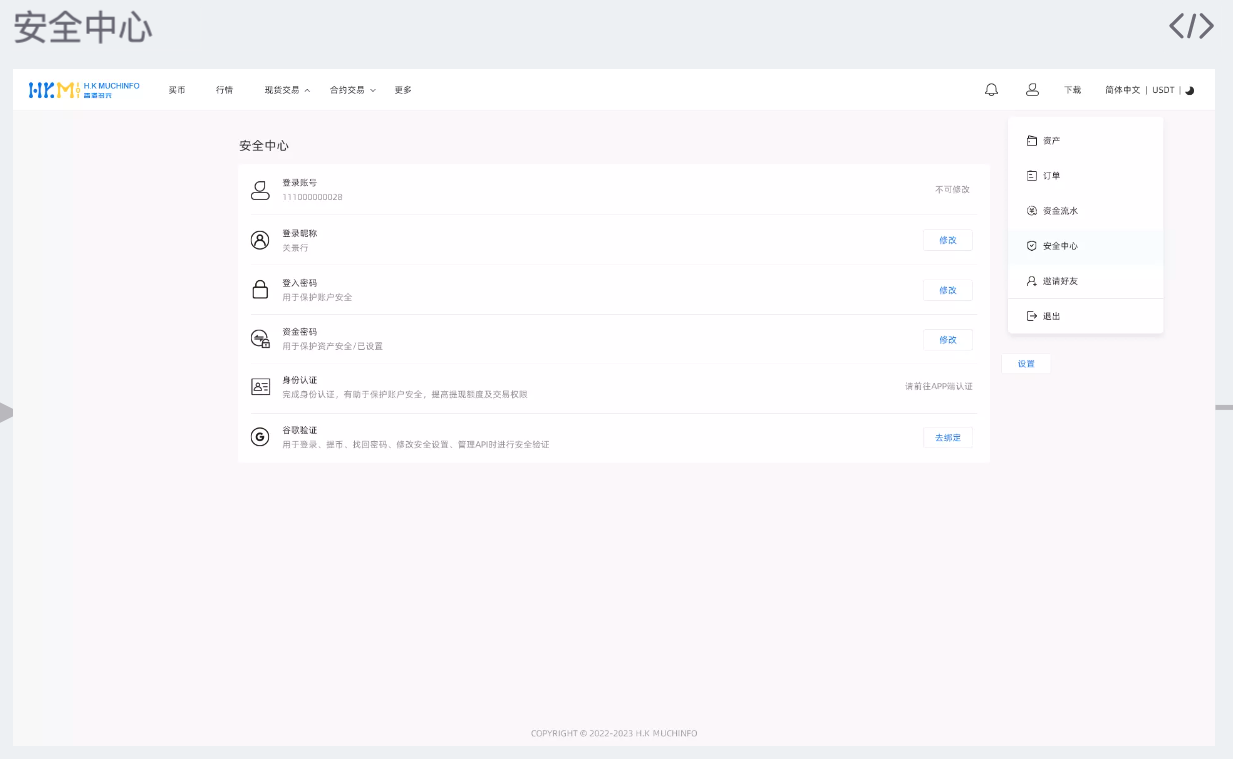 安全中心
</>
H.K MUCHINFO
买币 行情 现货交易 合约交易 更多
下载 简体中文 | USDT |
安全中心
登录账号
111000000028
不可修改
登录昵称
关景行
修改
登入密码
用于保护账户安全
修改
资金密码
用于保护资产安全/已设置
修改
身份认证
完成身份认证，有助于保护账户安全，提高提现额度及交易权限
请前往APP端认证
谷歌验证
用于登录、提币、找回密码、修改安全设置、管理API时进行安全验证
去绑定
资产
订单
资金流水
安全中心
邀请好友
退出
设置
COPYRIGHT © 2022-2023 H.K MUCHINFO